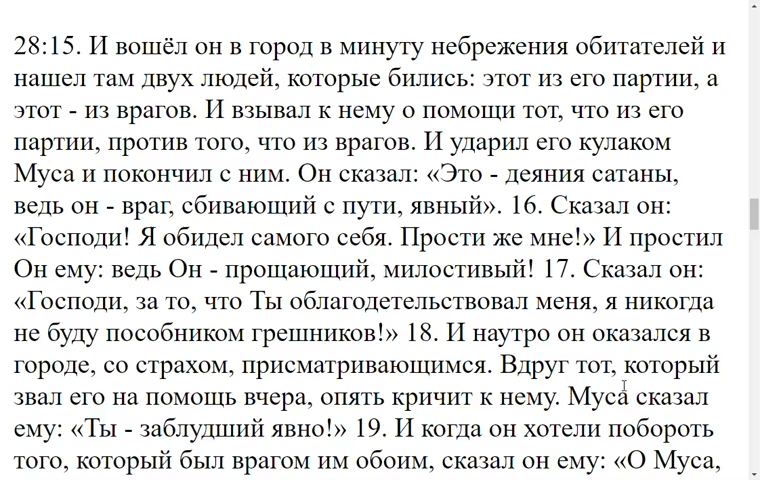 28:15. И вошёл он в город в минуту небрежения обитателей и
нашел там двух людей, которые бились: этот из его партии, а
этот - из врагов. И взывал к нему о помощи тот, что из его
партии, против того, что из врагов. И ударил его кулаком
Муса и покончил с ним. Он сказал: «Это - деяния сатаны,
ведь он - враг, сбивающий с пути, явный». 16. Сказал он:
«Господи! Я обидел самого себя. Прости же мне!» И простил
Он ему: ведь Он - прощающий, милостивый! 17. Сказал он:
«Господи, за то, что Ты облагодетельствовал меня, я никогда
не буду пособником грешников!» 18. И наутро он оказался в
городе, со страхом, присматривающимся. Вдруг тот, который
звал его на помощь вчера, опять кричит к нему. Муса сказал
ему: «Ты - заблудший явно!» 19. И когда он хотели побороть
того, который был врагом им обоим, сказал он ему: «О Муса,